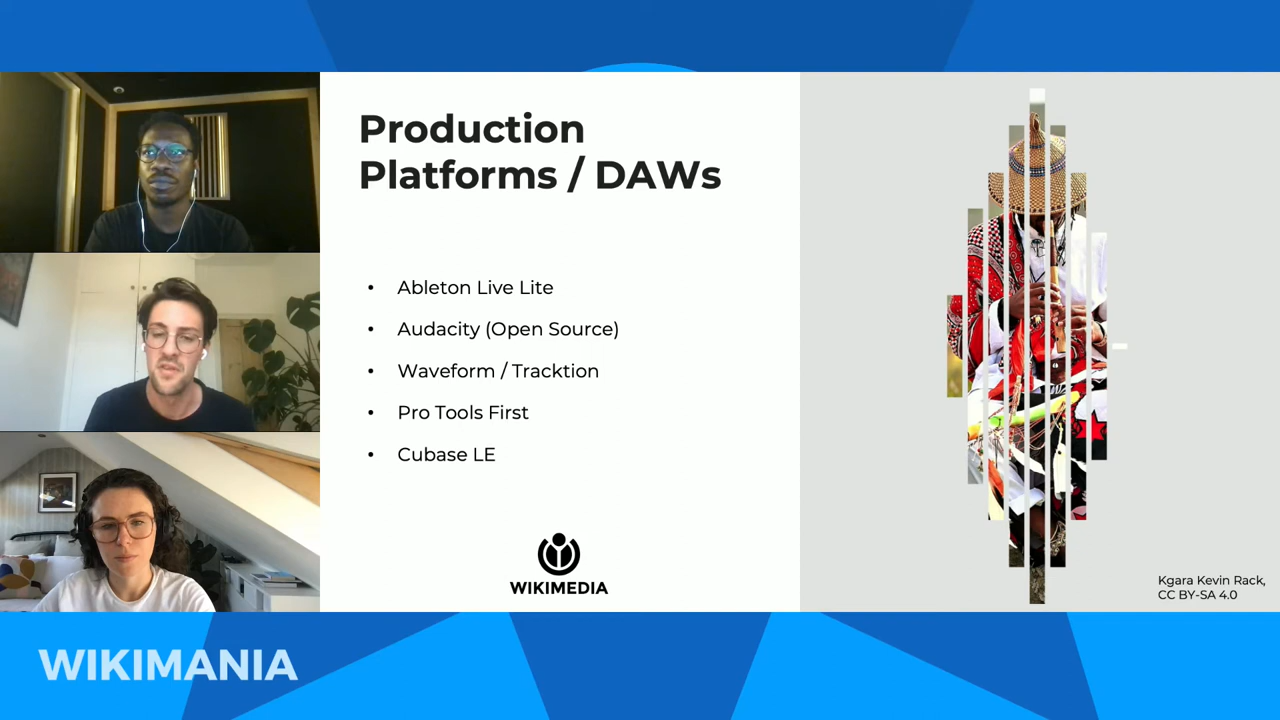 Production
Platforms / DAWs
• Ableton Live Lite
• Audacity (Open Source)
• Waveform / Tracktion
• Pro Tools First
• Cubase LE
WIKIMEDIA
Kgara Kevin Rack,
CC BY-SA 4.0
WIKIMANIA